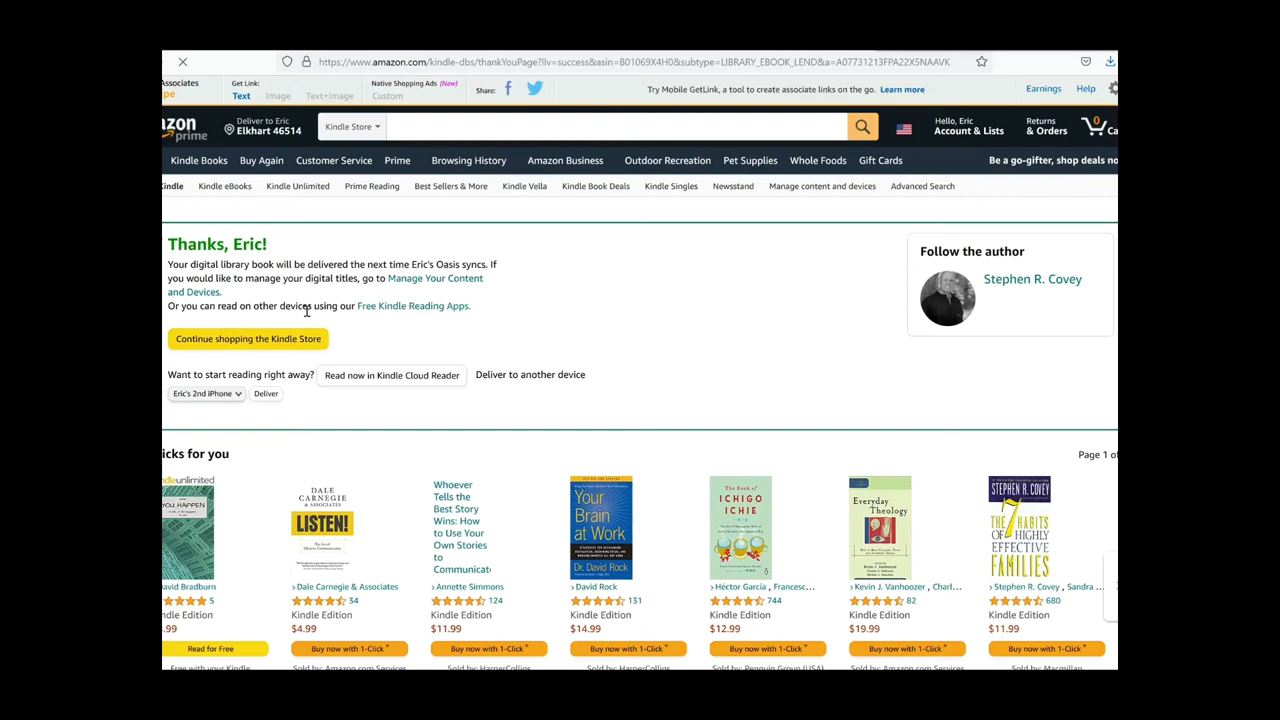 https://www.amazon.com/kindle-dbs/thankYouPage?llv=success&asin=B01069X4H0&subtype=LIBRARY_EBOOK_LEND&a=A07731213FPA22X5NAAVK
ssociates
Get Link:
Native Shopping Ads (New)
ipe
Text
Image
Text+Image
Custom
Share:
Try Mobile GetLink, a tool to create associate links on the go. Learn more
Earnings
Help
azon
prime
Deliver to Eric
Elkhart 46514
Kindle Store
Hello, Eric
Account & Lists
Returns
& Orders
0
Ca
Kindle Books
Buy Again
Customer Service
Prime
Browsing History
Amazon Business
Outdoor Recreation
Pet Supplies
Whole Foods
Gift Cards
Be a go-gifter, shop deals no
indle
Kindle eBooks
Kindle Unlimited
Prime Reading
Best Sellers & More
Kindle Vella
Kindle Book Deals
Kindle Singles
Newsstand
Manage content and devices
Advanced Search
Thanks, Eric!
Your digital library book will be delivered the next time Eric's Oasis syncs. If
you would like to manage your digital titles, go to Manage Your Content
and Devices.
Or you can read on other devices using our Free Kindle Reading Apps.
Continue shopping the Kindle Store
Want to start reading right away?
Read now in Kindle Cloud Reader
Deliver to another device
Eric's 2nd iPhone
Deliver
Follow the author
Stephen R. Covey
icks for you
Page 1 of
ndleunlimited
YOU HAPPEN
DALE
CARNEGIE
& ASSOCIATES
LISTEN!
Whoever
Tells the
Best Story
Wins: How
to Use Your
Own Stories
to
Communicat
Your
Brain
at Work
Dr. David Rock
The Book of
ICHIGO
ICHIE
Everyday
Theology
STEPHEN R.
COVEY
THE 7
HABITS OF
HIGHLY
EFFECTIVE
FAMILIES
avid Bradburn
› Dale Carnegie & Associates
› Annette Simmons
› David Rock
› Héctor García , Francesc...
› Kevin J. Vanhoozer , Charl...
› Stephen R. Covey , Sandra ...
5
34
124
131
744
82
680
ndle Edition
Kindle Edition
Kindle Edition
Kindle Edition
Kindle Edition
Kindle Edition
Kindle Edition
.99
$4.99
$11.99
$14.99
$12.99
$19.99
$11.99
Read for Free
Buy now with 1-Click
Buy now with 1-Click
Buy now with 1-Click
Buy now with 1-Click
Buy now with 1-Click
Buy now with 1-Click
Free with your Kindle
Sold by: Amazon.com Services
Sold by: HarperCollins
Sold by: HarperCollins
Sold by: Penguin Group (USA)
Sold by: Amazon.com Services
Sold by: Macmillan